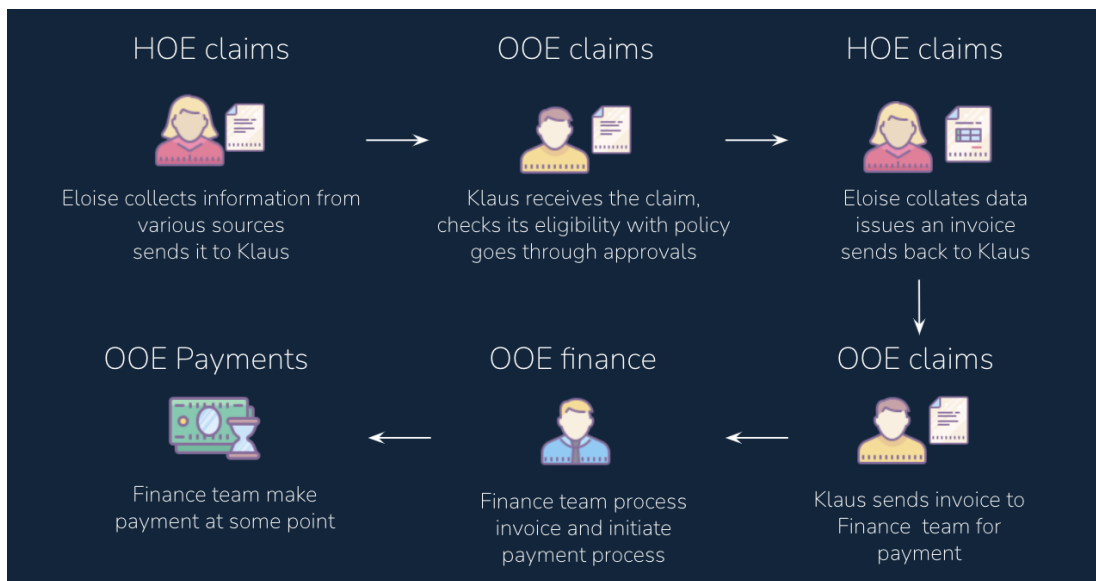 HOE claims
Eloise collects information from
various sources
sends it to Klaus
OOE claims
Klaus receives the claim,
checks its eligibility with policy
goes through approvals
HOE claims
Eloise collates data
issues an invoice
sends back to Klaus
OOE claims
Klaus sends invoice to
Finance team for
payment
OOE finance
Finance team process
invoice and initiate
payment process
OOE Payments
Finance team make
payment at some point